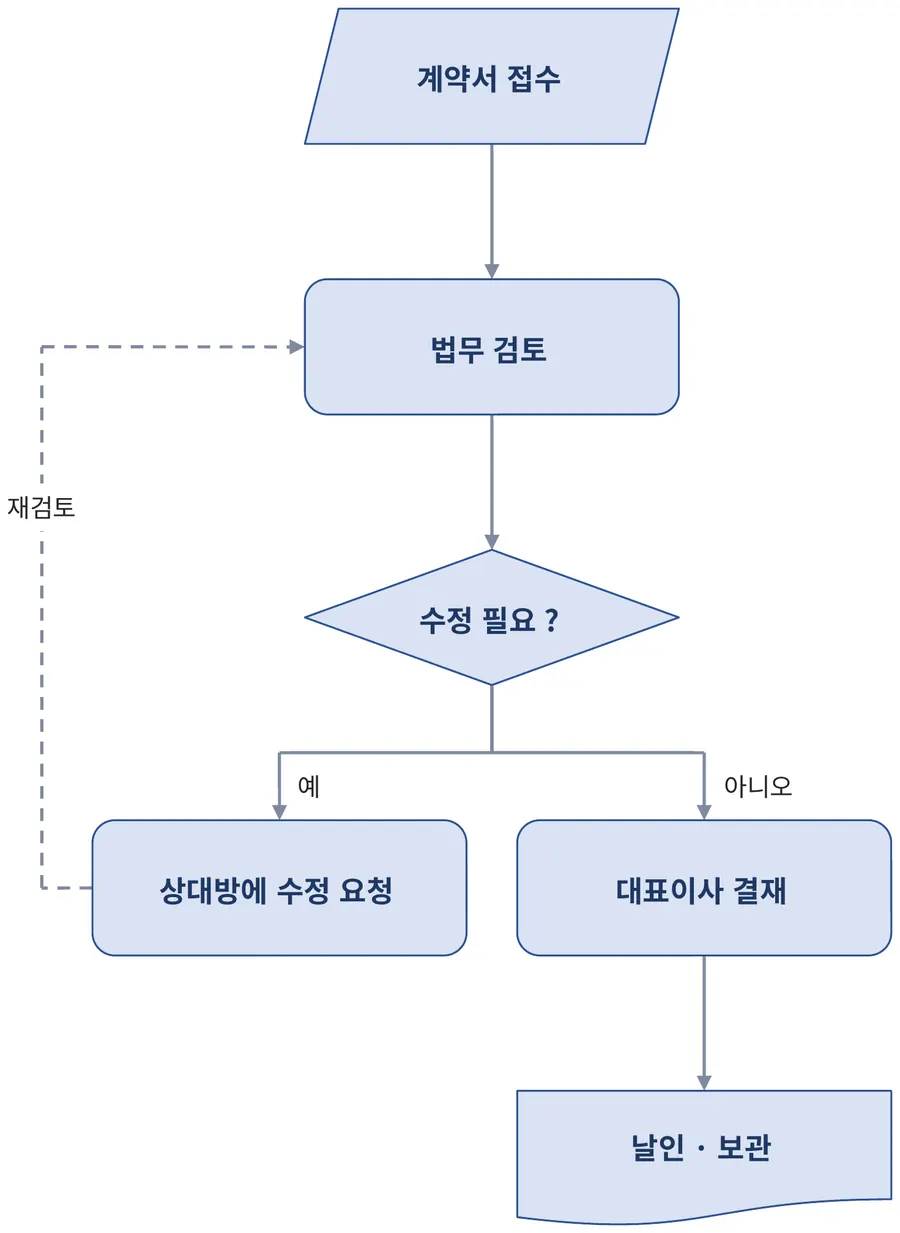 계약서 접수
법무 검토
재검토
수정 필요 ?
예
아니오
상대방에 수정 요청
대표이사 결재
날인 · 보관